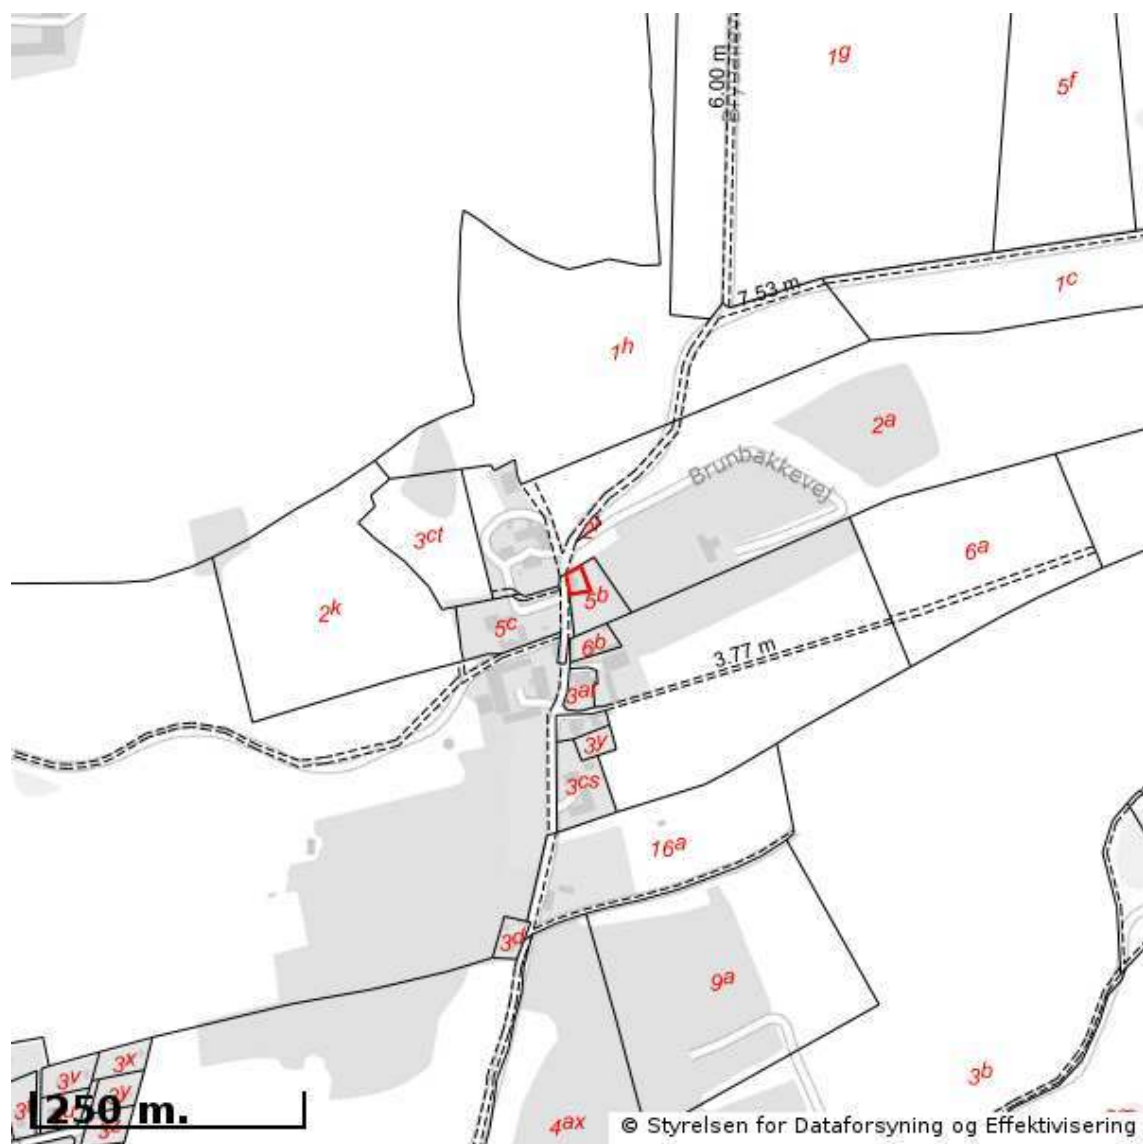 1g
5f
6.00 m
1c
7.53 m
1h
2a
Brunbakkevej
3ct
6a
2k
5b
5c
6b
3.77 m
3ar
3y
3cs
16a
3d
9a
3x
3v
3y
3b
250 m.
4ax
© Styrelsen for Dataforsyning og Effektivisering